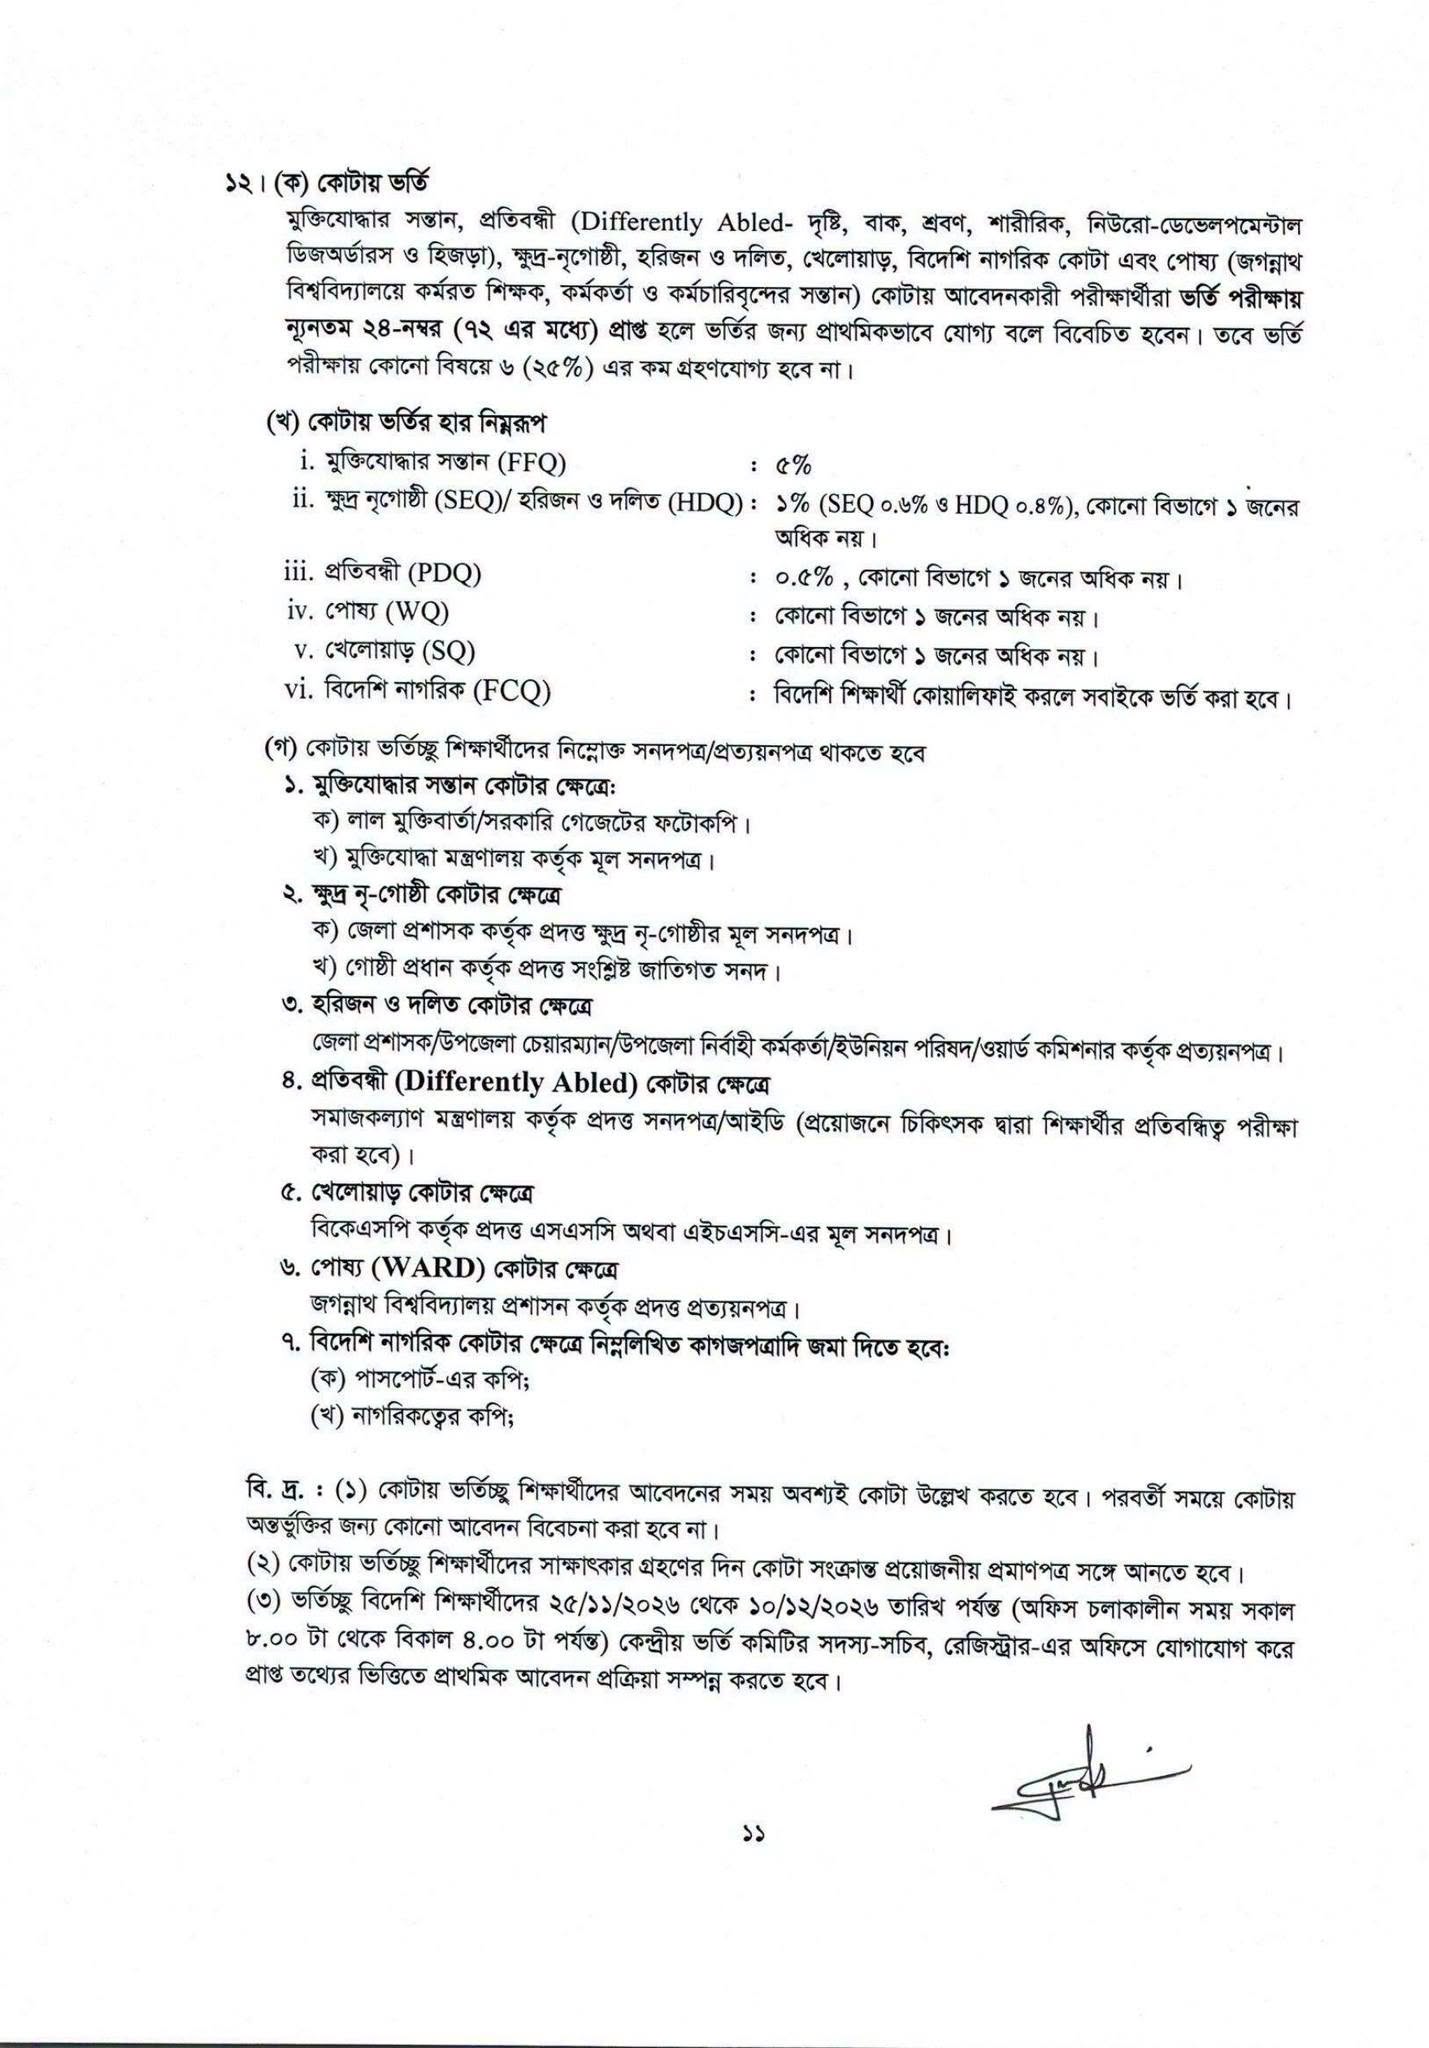 ১২। (ক) কোটায় ভর্তি
মুক্তিযোদ্ধার সন্তান, প্রতিবন্ধী (Differently Abled- দৃষ্টি, বাক, শ্রবণ, শারীরিক, নিউরো-ডেভেলপমেন্টাল
ডিজঅর্ডারস ও হিজড়া), ক্ষুদ্র-নৃগোষ্ঠী, হরিজন ও দলিত, খেলোয়াড়, বিদেশি নাগরিক কোটা এবং পোষ্য (জগন্নাথ
বিশ্ববিদ্যালয়ে কর্মরত শিক্ষক, কর্মকর্তা ও কর্মচারিবৃন্দের সন্তান) কোটায় আবেদনকারী পরীক্ষার্থীরা ভর্তি পরীক্ষায়
ন্যূনতম ২৪-নম্বর (৭২ এর মধ্যে) প্রাপ্ত হলে ভর্তির জন্য প্রাথমিকভাবে যোগ্য বলে বিবেচিত হবেন। তবে ভর্তি
পরীক্ষায় কোনো বিষয়ে ৬ (২৫%) এর কম গ্রহণযোগ্য হবে না।
(খ) কোটায় ভর্তির হার নিম্নরূপ
i. মুক্তিযোদ্ধার সন্তান (FFQ) : ৫%
ii. ক্ষুদ্র নৃগোষ্ঠী (SEQ)/ হরিজন ও দলিত (HDQ) : ১% (SEQ ০.৬% ও HDQ ০.৪%), কোনো বিভাগে ১ জনের
অধিক নয়।
iii. প্রতিবন্ধী (PDQ) : ০.৫% , কোনো বিভাগে ১ জনের অধিক নয়।
iv. পোষ্য (WQ) : কোনো বিভাগে ১ জনের অধিক নয়।
v. খেলোয়াড় (SQ) : কোনো বিভাগে ১ জনের অধিক নয়।
vi. বিদেশি নাগরিক (FCQ) : বিদেশি শিক্ষার্থী কোয়ালিফাই করলে সবাইকে ভর্তি করা হবে।
(গ) কোটায় ভর্তিচ্ছু শিক্ষার্থীদের নিম্নোক্ত সনদপত্র/প্রত্যয়নপত্র থাকতে হবে
১. মুক্তিযোদ্ধার সন্তান কোটার ক্ষেত্রে:
ক) লাল মুক্তিবার্তা/সরকারি গেজেটের ফটোকপি।
খ) মুক্তিযোদ্ধা মন্ত্রণালয় কর্তৃক মূল সনদপত্র।
২. ক্ষুদ্র নৃ-গোষ্ঠী কোটার ক্ষেত্রে
ক) জেলা প্রশাসক কর্তৃক প্রদত্ত ক্ষুদ্র নৃ-গোষ্ঠীর মূল সনদপত্র।
খ) গোষ্ঠী প্রধান কর্তৃক প্রদত্ত সংশ্লিষ্ট জাতিগত সনদ।
৩. হরিজন ও দলিত কোটার ক্ষেত্রে
জেলা প্রশাসক/উপজেলা চেয়ারম্যান/উপজেলা নির্বাহী কর্মকর্তা/ইউনিয়ন পরিষদ/ওয়ার্ড কমিশনার কর্তৃক প্রত্যয়নপত্র।
৪. প্রতিবন্ধী (Differently Abled) কোটার ক্ষেত্রে
সমাজকল্যাণ মন্ত্রণালয় কর্তৃক প্রদত্ত সনদপত্র/আইডি (প্রয়োজনে চিকিৎসক দ্বারা শিক্ষার্থীর প্রতিবন্ধিত্ব পরীক্ষা
করা হবে)।
৫. খেলোয়াড় কোটার ক্ষেত্রে
বিকেএসপি কর্তৃক প্রদত্ত এসএসসি অথবা এইচএসসি-এর মূল সনদপত্র।
৬. পোষ্য (WARD) কোটার ক্ষেত্রে
জগন্নাথ বিশ্ববিদ্যালয় প্রশাসন কর্তৃক প্রদত্ত প্রত্যয়নপত্র।
৭. বিদেশি নাগরিক কোটার ক্ষেত্রে নিম্নলিখিত কাগজপত্রাদি জমা দিতে হবে:
(ক) পাসপোর্ট-এর কপি;
(খ) নাগরিকত্বের কপি;
বি. দ্র. : (১) কোটায় ভর্তিচ্ছু শিক্ষার্থীদের আবেদনের সময় অবশ্যই কোটা উল্লেখ করতে হবে। পরবর্তী সময়ে কোটায়
অন্তর্ভুক্তির জন্য কোনো আবেদন বিবেচনা করা হবে না।
(২) কোটায় ভর্তিচ্ছু শিক্ষার্থীদের সাক্ষাৎকার গ্রহণের দিন কোটা সংক্রান্ত প্রয়োজনীয় প্রমাণপত্র সঙ্গে আনতে হবে।
(৩) ভর্তিচ্ছু বিদেশি শিক্ষার্থীদের ২৫/১১/২০২৬ থেকে ১০/১২/২০২৬ তারিখ পর্যন্ত (অফিস চলাকালীন সময় সকাল
৮.০০ টা থেকে বিকাল ৪.০০ টা পর্যন্ত) কেন্দ্রীয় ভর্তি কমিটির সদস্য-সচিব, রেজিস্ট্রার-এর অফিসে যোগাযোগ করে
প্রাপ্ত তথ্যের ভিত্তিতে প্রাথমিক আবেদন প্রক্রিয়া সম্পন্ন করতে হবে।
১১